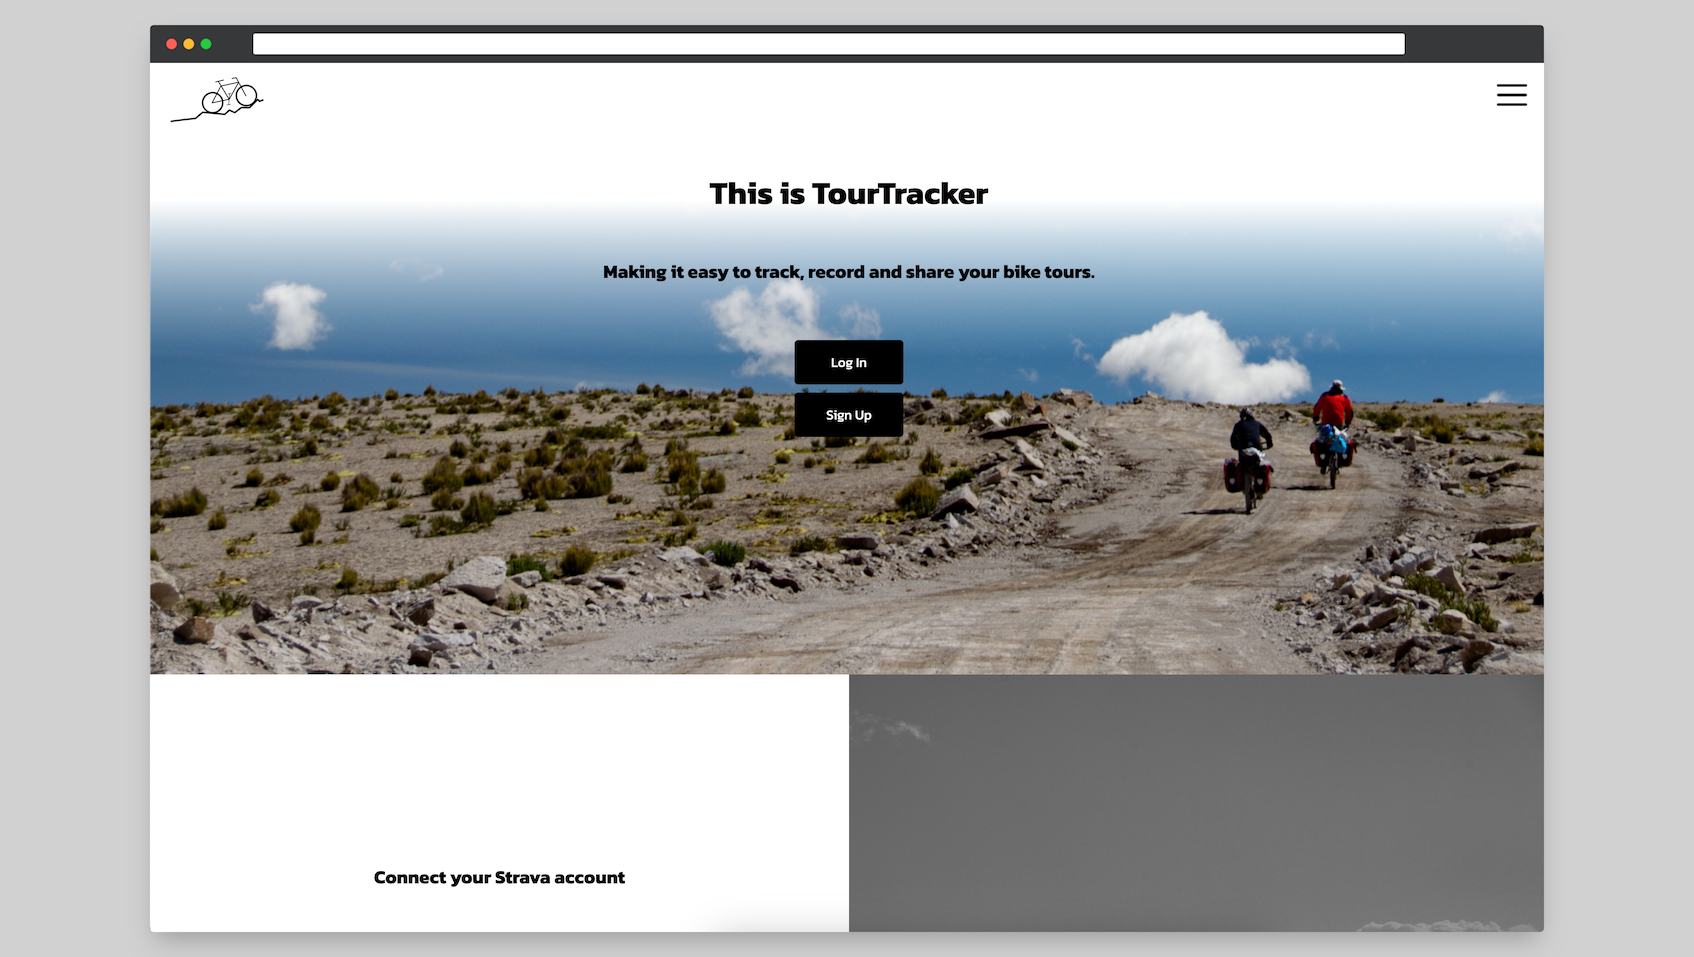 This is TourTracker
Making it easy to track, record and share your bike tours.
Log In
Sign Up
Connect your Strava account